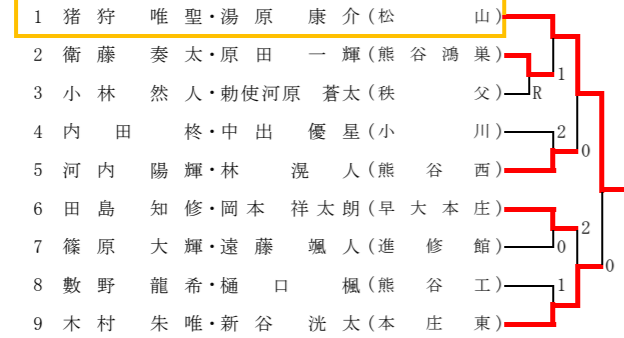 1 猪狩 唯聖・湯原 康介(松山)
2 衛藤 奏太・原田 一輝(熊谷鴻巣)
1
3 小林 然人・勅使河原 蒼太(秩父)
R
4 内田 柊・中出 優星(小川)
2
0
5 河内 陽輝・林 滉人(熊谷西)
6 田島 知修・岡本 祥太朗(早大本庄)
2
7 篠原 大輝・遠藤 颯人(進修館)
0
0
8 數野 龍希・樋口 楓(熊谷工)
1
9 木村 朱唯・新谷 洸太(本庄東)